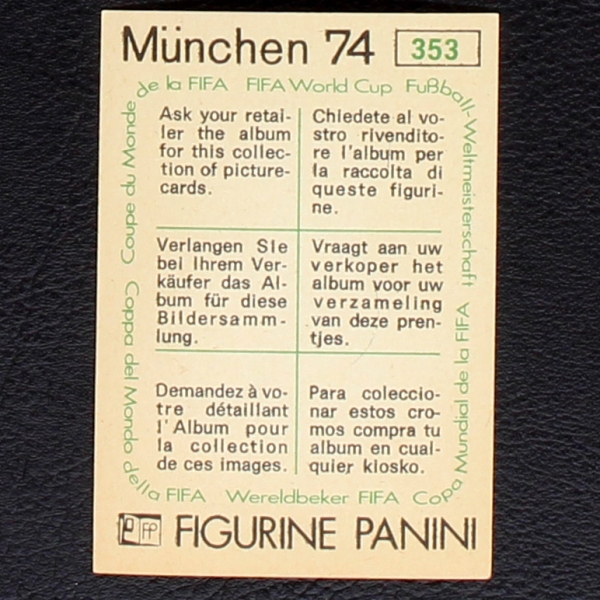 München 74 353
de la FIFA FIFA World Cup Fußball-Weltmeisterschaft
Ask your retai-
ler the album
for this collec-
tion of picture-
cards.
Chiedete al vo-
stro rivendito-
re l'album per
la raccolta di
queste figuri-
ne.
Verlangen Sie
bei Ihrem Ver-
käufer das Al-
bum für diese
Bildersamm-
lung.
Vraagt aan uw
verkoper het
album voor uw
verzameling
van deze pren-
tjes.
Demandez à vo-
tre détaillant
l'Album pour
la collection
de ces images.
Para coleccio-
nar estos cro-
mos compra tu
album en cual-
quier kiosko.
Coupe du Monde
Coppa del Mondo della FIFA
Wereldbeker FIFA
Copa Mundial de la FIFA
FP FIGURINE PANINI